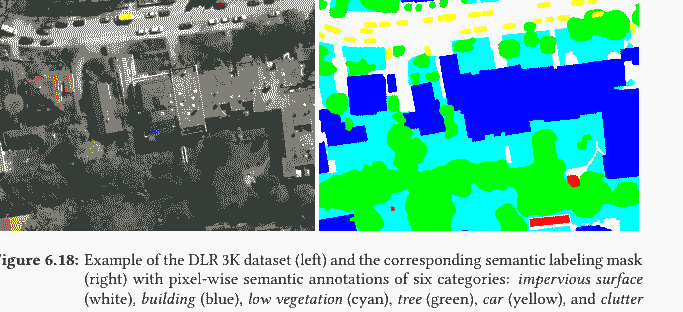 igure 6.18: Example of the DLR 3K dataset (left) and the corresponding semantic labeling mask
(right) with pixel-wise semantic annotations of six categories: impervious surface
(white), building (blue), low vegetation (cyan), tree (green), car (yellow), and clutter